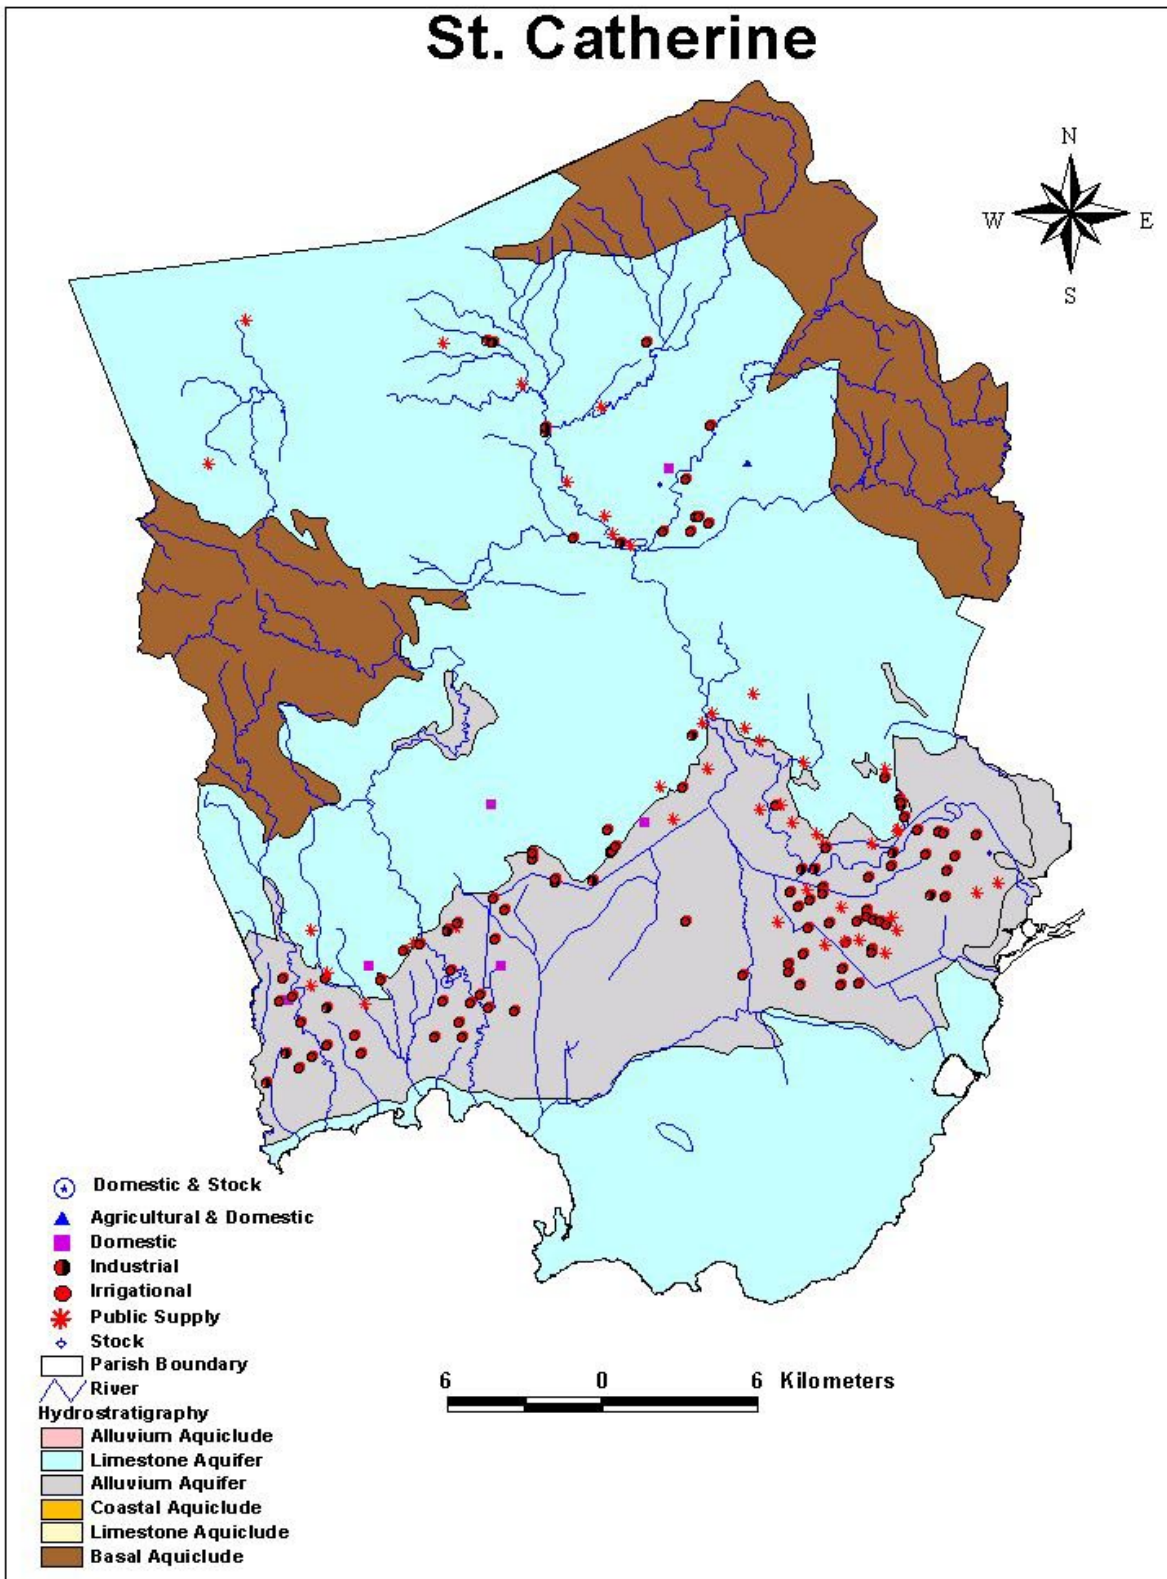 St. Catherine
N
W E
S
Domestic & Stock
Agricultural & Domestic
Domestic
Industrial
Irrigational
Public Supply
Stock
Parish Boundary
River
Hydrostratigraphy
Alluvium Aquiclude
Limestone Aquifer
Alluvium Aquifer
Coastal Aquiclude
Limestone Aquiclude
Basal Aquiclude
6 0 6 Kilometers